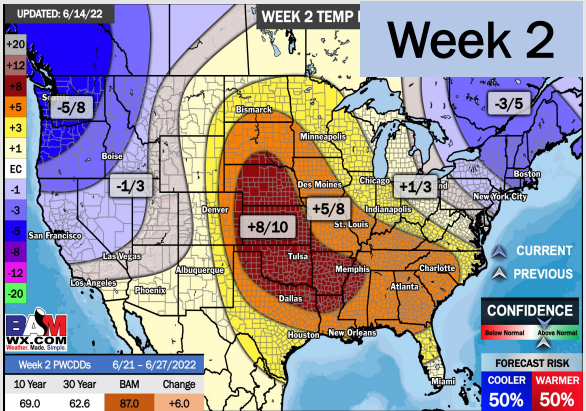 UPDATED: 6/14/22
WEEK 2 TEMP
Week 2
+20
+12
+8
+5
+3
+1
EC
-1
-3
-5
-8
-12
-20
-5/8
-3/5
-1/3
+1/3
+5/8
+8/10
Bismarck
Minneapolis
Boise
Boston
Chicago
New York City
Des Moines
Denver
Indianapolis
St. Louis
San Francisco
Las Vegas
Albuquerque
Tulsa
Memphis
Charlotte
Los Angeles
Phoenix
Dallas
Atlanta
Houston
New Orleans
Miami
CURRENT
PREVIOUS
BAM
WX.COM
Weather. Made. Simple.
CONFIDENCE
Below Normal
Above Normal
FORECAST RISK
COOLER
WARMER
50%
50%
Week 2 PWCDDs 6/21 – 6/27/2022
10 Year 30 Year BAM Change
69.0 62.6 87.0 +6.0